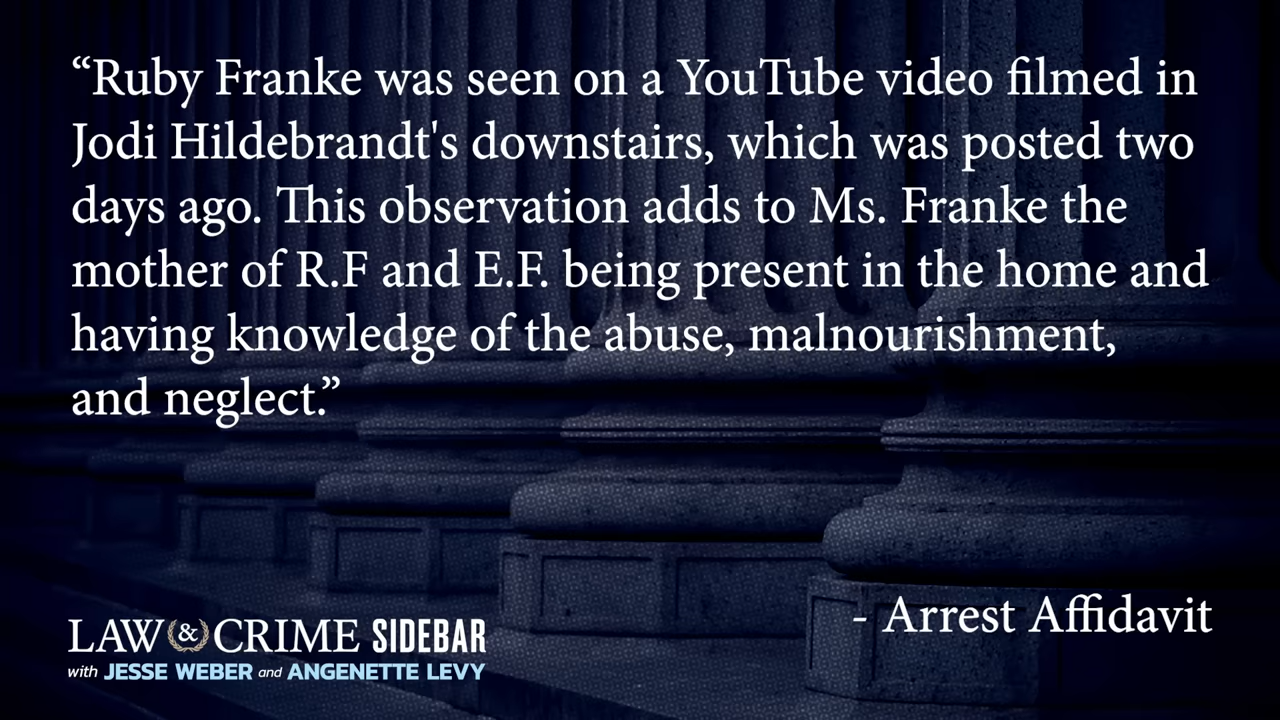 “Ruby Franke was seen on a YouTube video filmed in
Jodi Hildebrandt's downstairs, which was posted two
days ago. This observation adds to Ms. Franke the
mother of R.F and E.F. being present in the home and
having knowledge of the abuse, malnourishment,
and neglect.”
- Arrest Affidavit
LAW & CRIME SIDEBAR
with JESSE WEBER and ANGENETTE LEVY